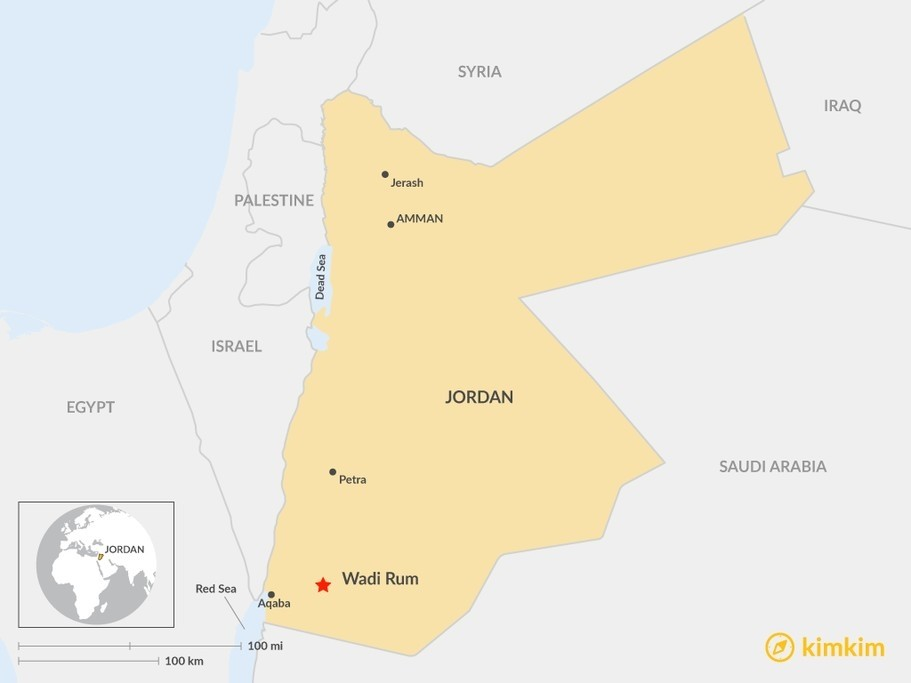 SYRIA
IRAQ
Jerash
PALESTINE
AMMAN
Dead Sea
ISRAEL
JORDAN
EGYPT
SAUDI ARABIA
Petra
JORDAN
Wadi Rum
Red Sea
Aqaba
100 mi
100 km
kimkim